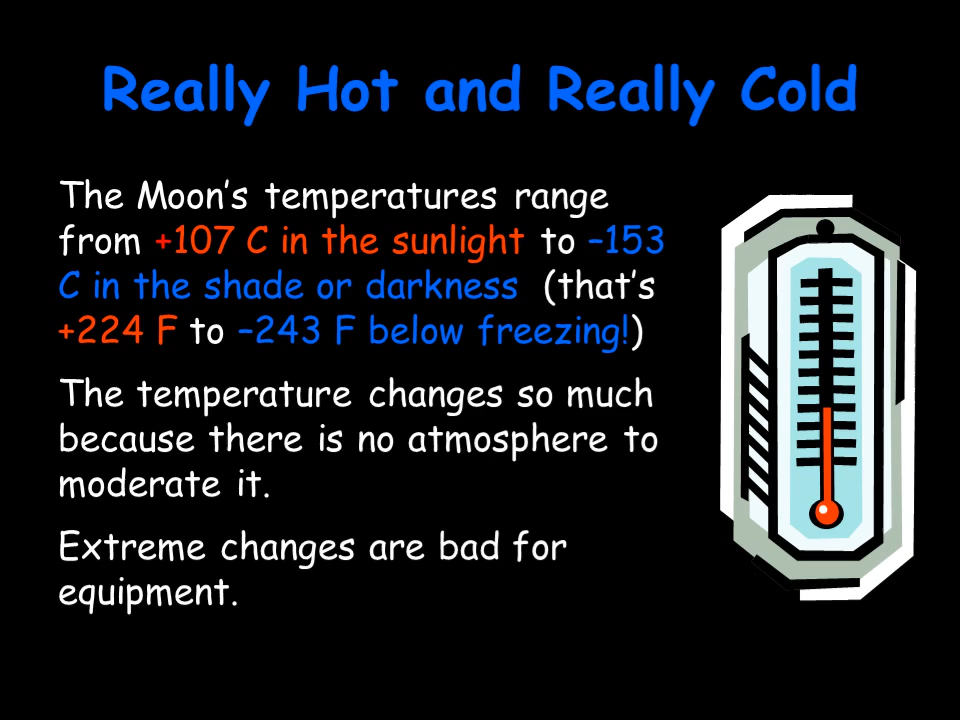 Really Hot and Really Cold
The Moon’s temperatures range
from +107 C in the sunlight to –153
C in the shade or darkness (that’s
+224 F to –243 F below freezing!)
The temperature changes so much
because there is no atmosphere to
moderate it.
Extreme changes are bad for
equipment.